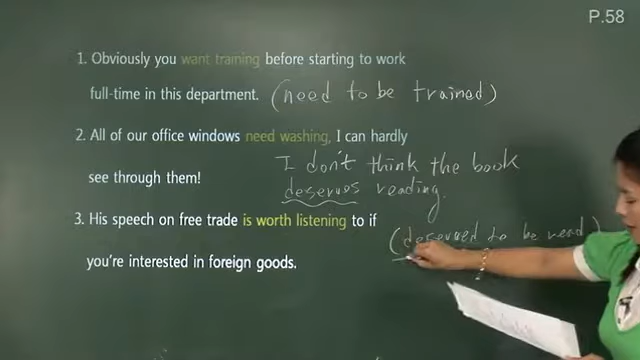 P.58
1. Obviously you want training before starting to work
full-time in this department. (need to be trained)
2. All of our office windows need washing, I can hardly
I don't think the book
see through them!
deserves reading.
3. His speech on free trade is worth listening to if
(deserved to be read)
you're interested in foreign goods.